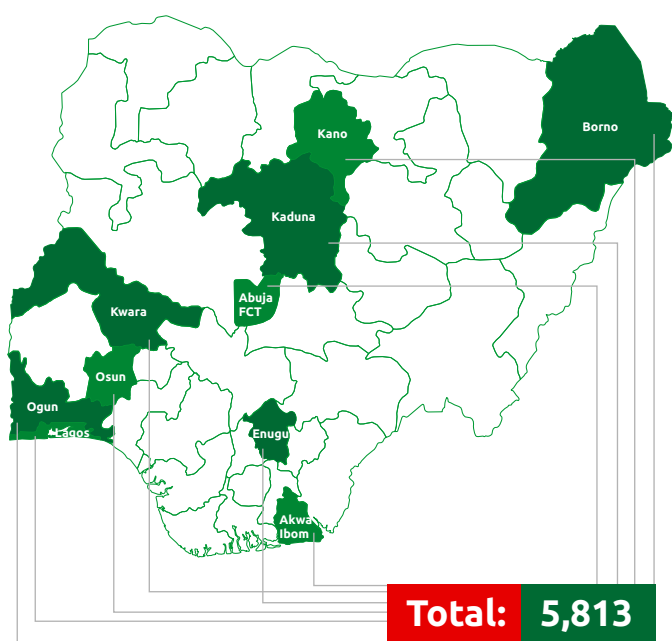 Kano
Borno
Kaduna
Abuja
FCT
Kwara
Osun
Ogun
Lagos
Enugu
Akwa
Ibom
Total: 5,813